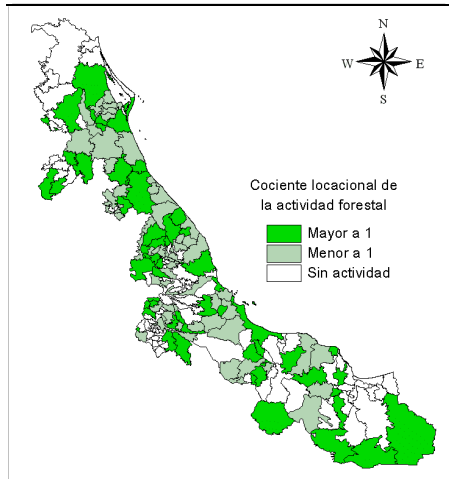 N
W E
S
Cociente locacional de
la actividad forestal
Mayor a 1
Menor a 1
Sin actividad